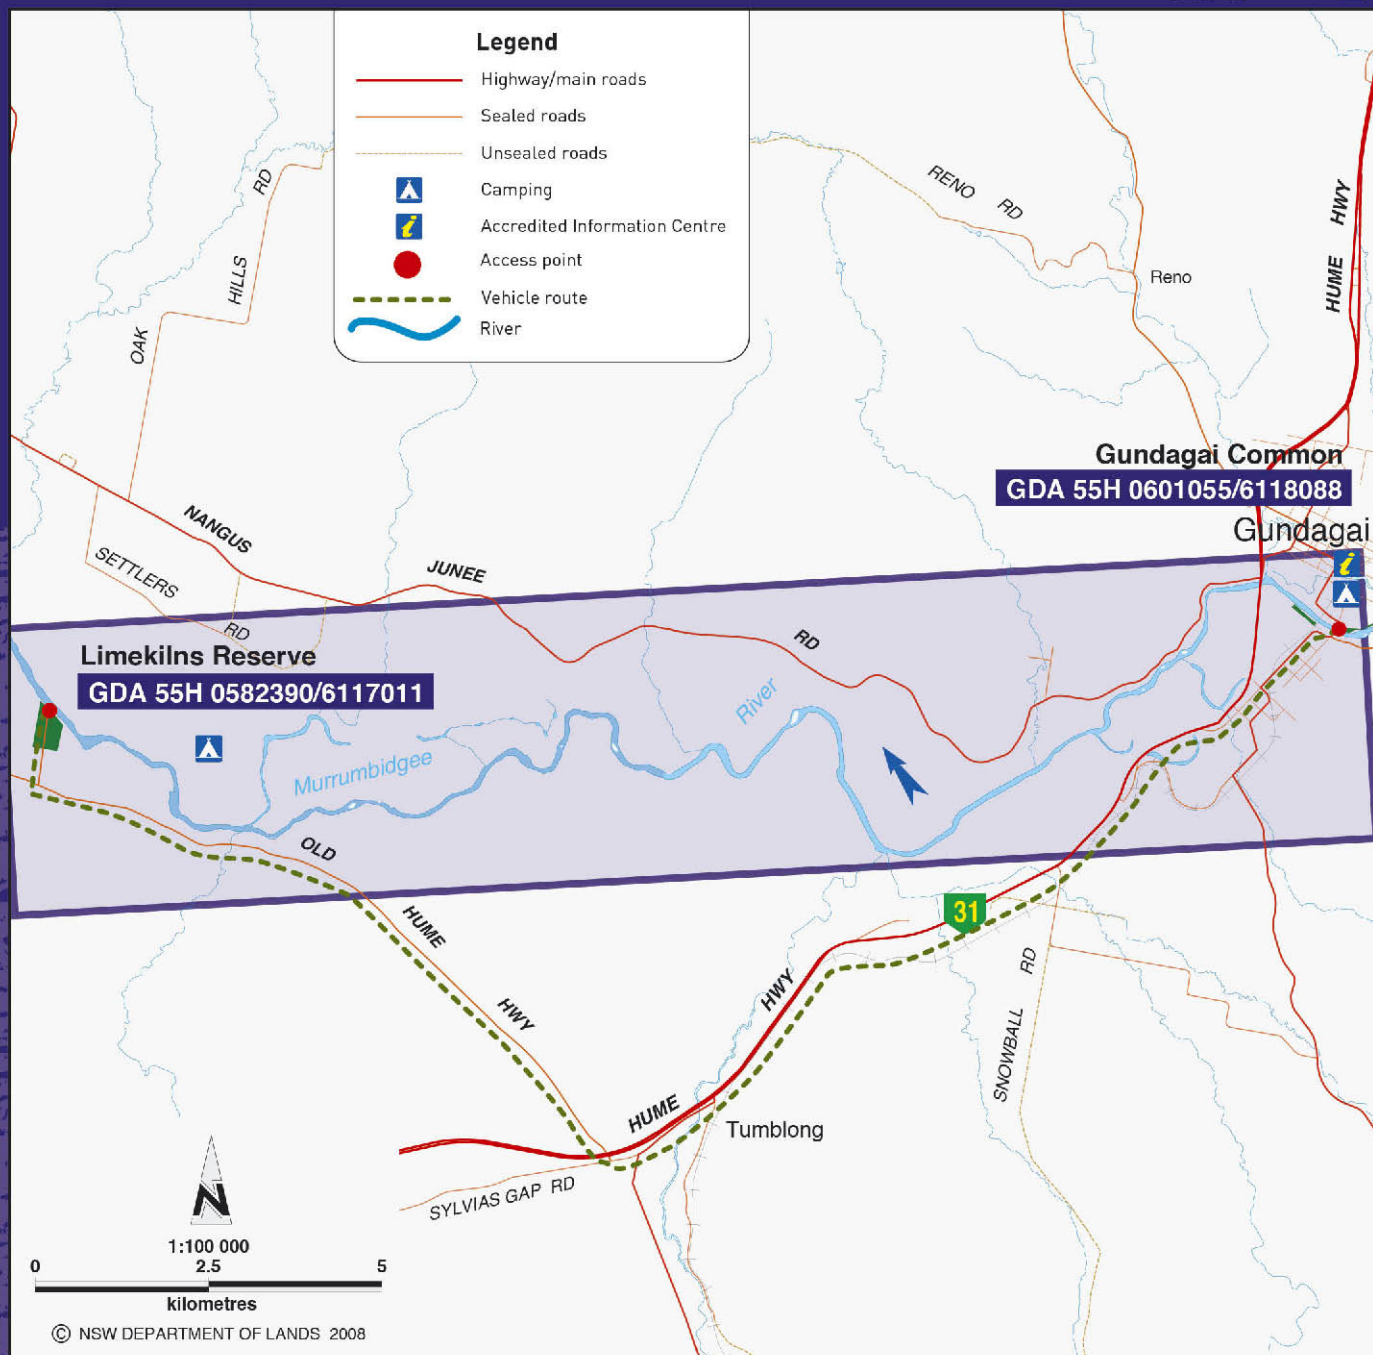 Legend
Highway/main roads
Sealed roads
Unsealed roads
Camping
i
Accredited Information Centre
Access point
Vehicle route
River
OAK
HILLS
RD
RENO
RD
Reno
HUME
HWY
Gundagai Common
GDA 55H 0601055/6118088
Gundagai
i
NANGUS
JUNEE
RD
SETTLERS
RD
Limekilns Reserve
GDA 55H 0582390/6117011
Murrumbidgee
River
OLD
HUME
HWY
31
HUME
HWY
SNOWBALL
RD
Tumblong
SYLVIAS GAP RD
N
1:100 000
0 2.5 5
kilometres
© NSW DEPARTMENT OF LANDS 2008